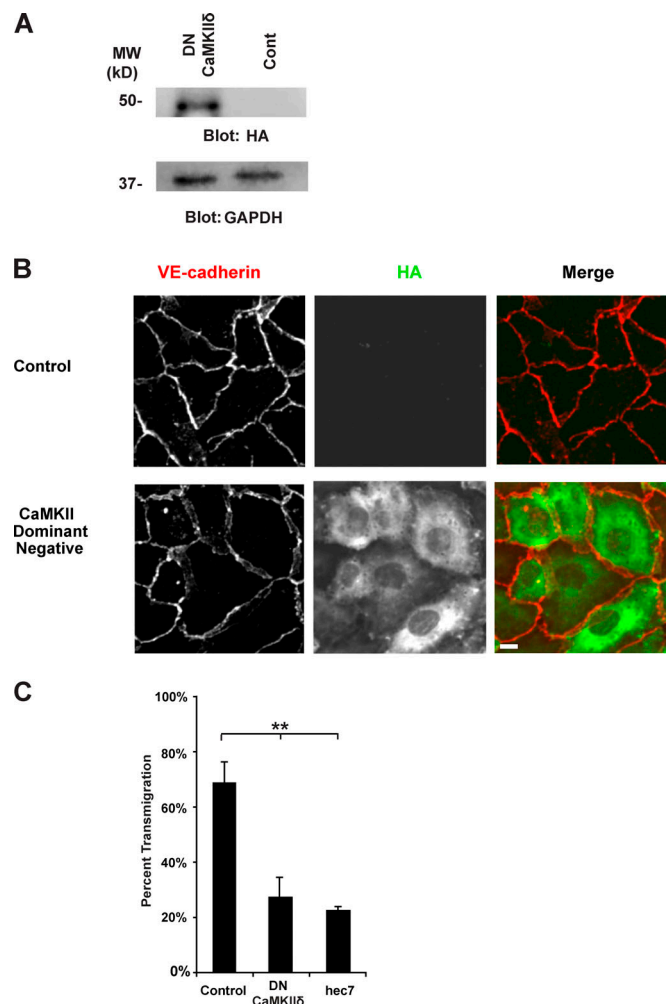 A
MW
(kD)
DN
CaMKIIδ
Cont
50-
Blot: HA
37-
Blot: GAPDH
B
VE-cadherin
HA
Merge
Control
CaMKII
Dominant
Negative
C
100%
80%
60%
40%
20%
0%
Percent Transmigration
**
Control
DN
CaMKIIδ
hec7